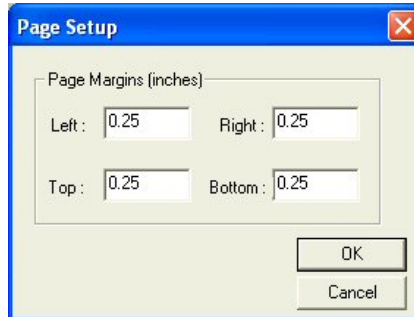 Page Setup
Page Margins (inches)
Left : 0.25 Right : 0.25
Top : 0.25 Bottom : 0.25
OK
Cancel